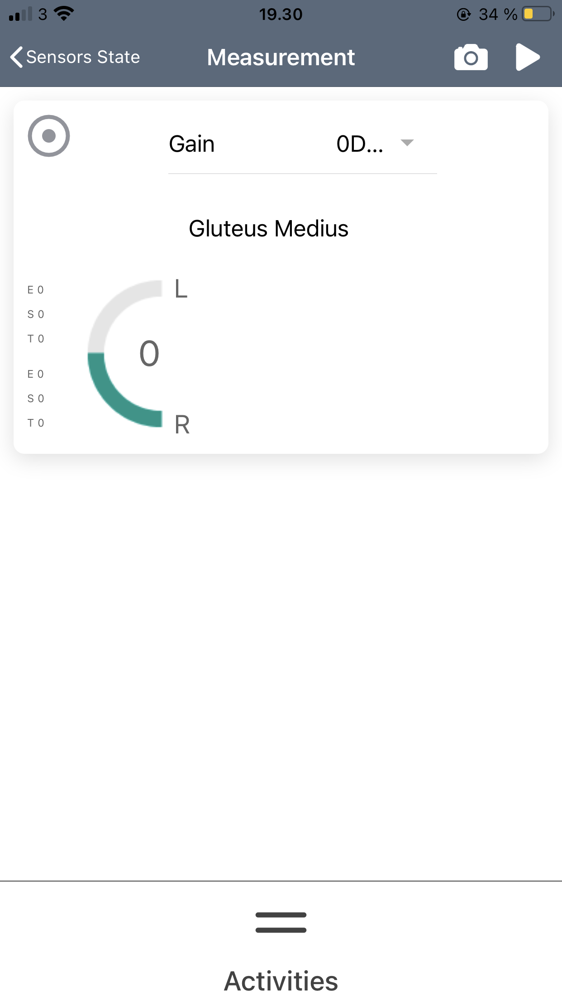 3 19.30 34 %
Sensors State Measurement
Gain 0D...
Gluteus Medius
E 0
S 0
T 0
E 0
S 0
T 0
L
0
R
Activities